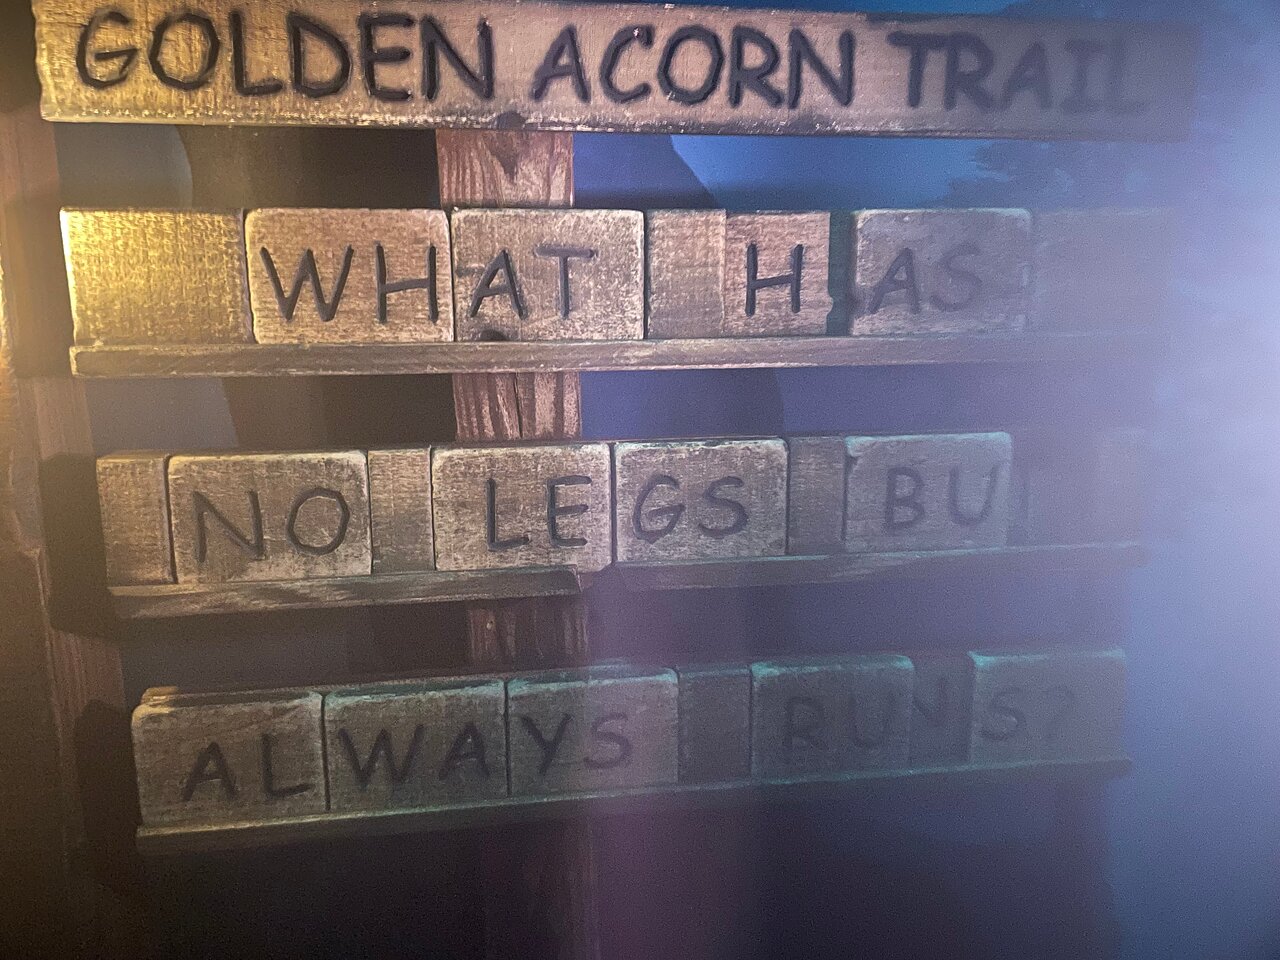 GOLDEN ACORN TRAIL
WHAT HAS
NO LEGS BU
ALWAYS RUNS?